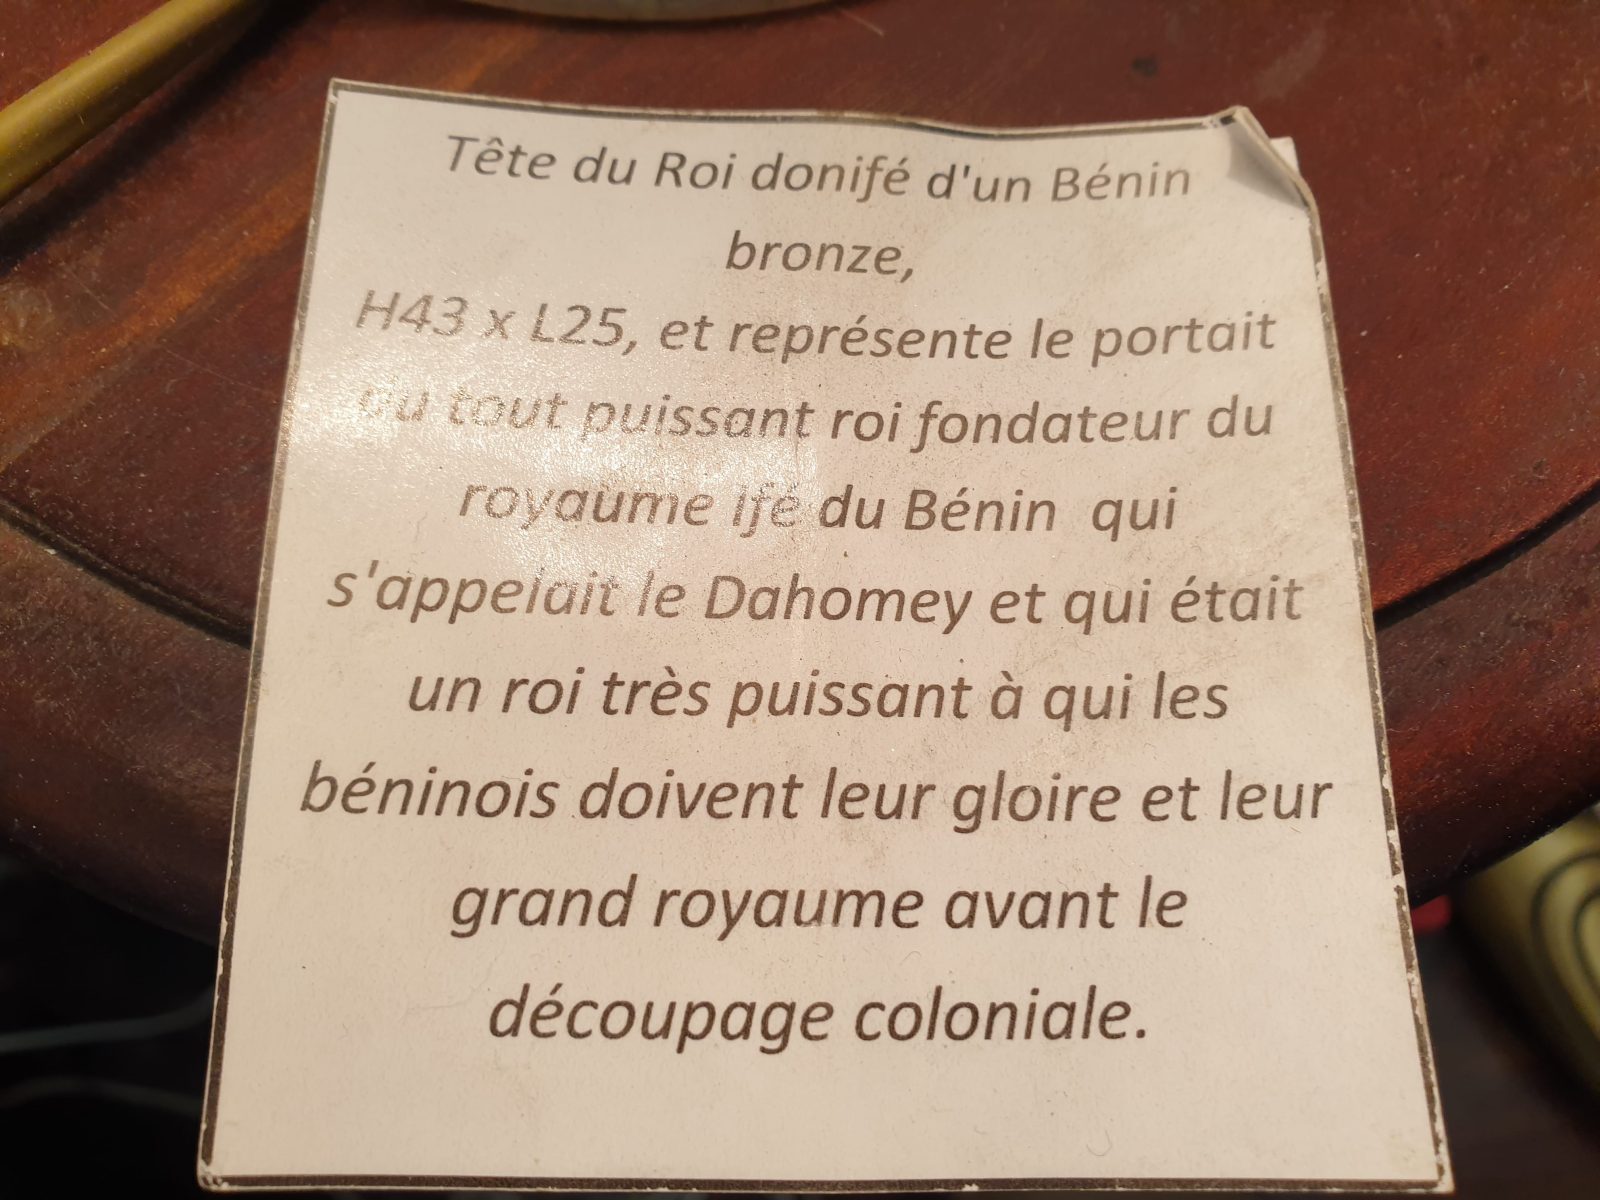 Tête du Roi donifé d'un Bénin
bronze,
H43 x L25, et représente le portait
du tout puissant roi fondateur du
royaume ifé du Bénin qui
s'appelait le Dahomey et qui était
un roi très puissant à qui les
béninois doivent leur gloire et leur
grand royaume avant le
découpage coloniale.